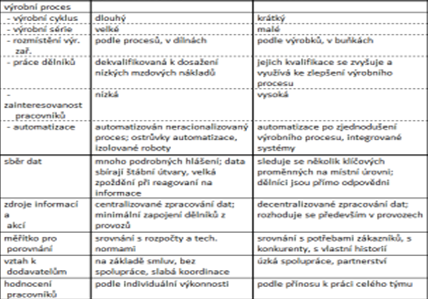 výrobní proces
- výrobní cyklus dlouhý krátký
- výrobní série velké malé
- rozmístění výr. podle procesů, v dílnách podle výrobků, v buňkách
zař.
- práce dělníků dekvalifikovaná k dosažení jejich kvalifikace se zvyšuje a
nízkých mzdových nákladů využívá ke zlepšení výrobního
procesu
- nízká vysoká
zainteresovanost
pracovníků
- automatizace automatizován neracionalizovaný automatizace po zjednodušení
proces; ostrůvky automatizace, výrobního procesu, integrované
izolované roboty systémy
sběr dat mnoho podrobných hlášení; data sleduje se několik klíčových
sbírají štábní útvary, velká proměnných na místní úrovni;
zpoždění při reagovaní na dělníci jsou přímo odpovědni
informace
zdroje informací centralizované zpracování dat; decentralizované zpracování dat;
a minimální zapojení dělníků z rozhoduje se především v provozech
akcí provozů
měřítko pro srovnání s rozpočty a tech. srovnání s potřebami zákazníků, s
porovnání normami konkurenty, s vlastní historií
vztah k na základě smluv, bez úzká spolupráce, partnerství
dodavatelům spolupráce, slabá koordinace
hodnocení podle individuální výkonnosti podle přínosu k práci celého týmu
pracovníků